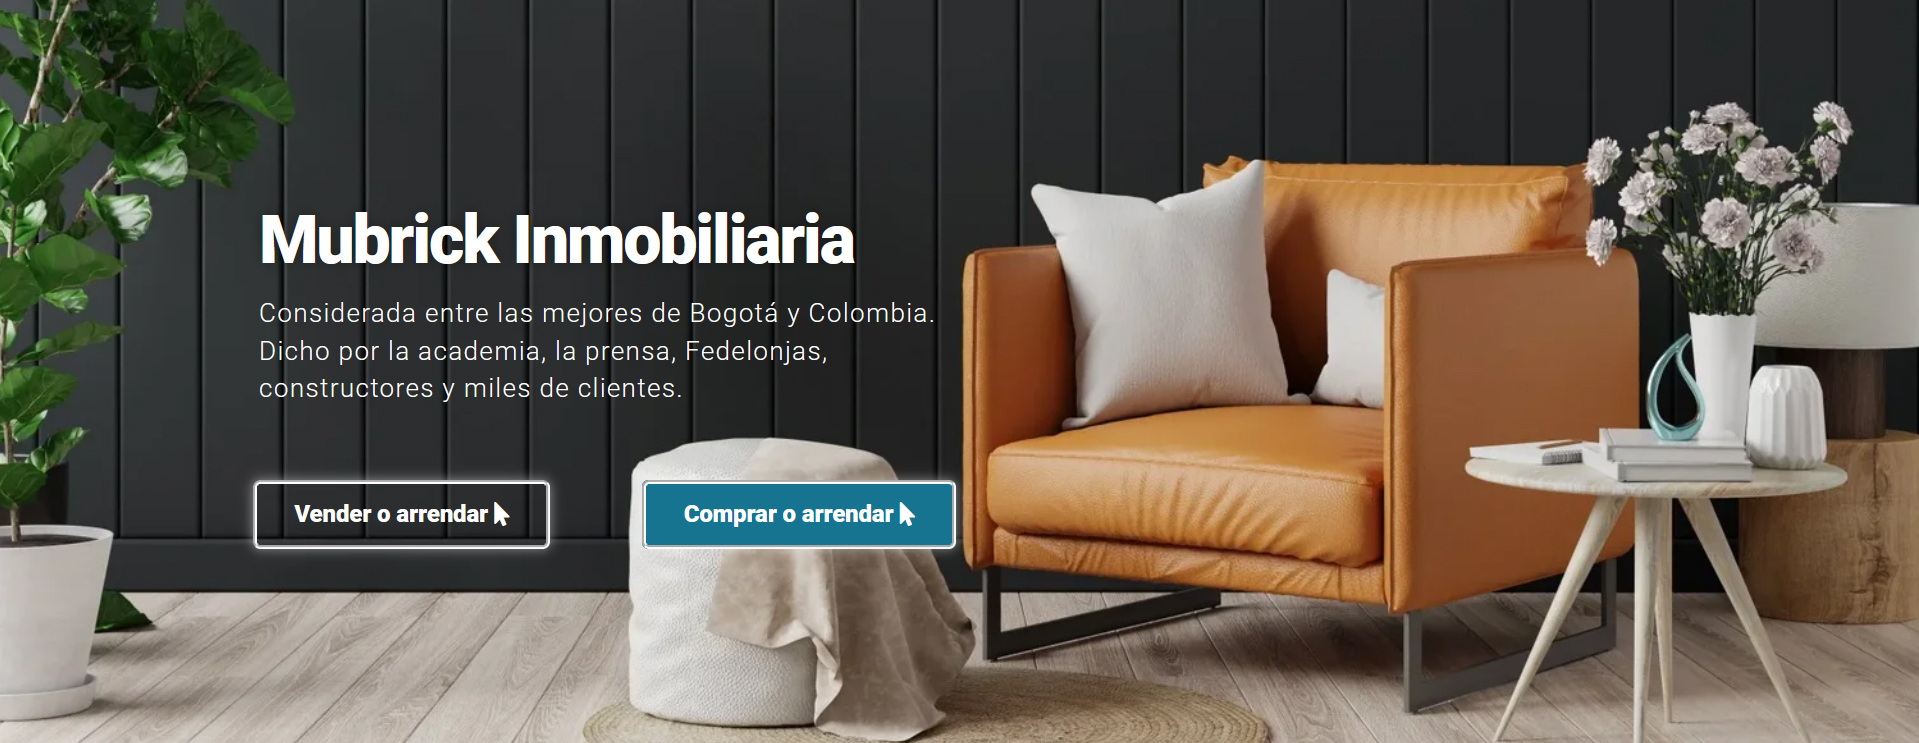 Mubrick Inmobiliaria
Considerada entre las mejores de Bogotá y Colombia.
Dicho por la academia, la prensa, Fedelonjas,
constructores y miles de clientes.
Vender o arrendar
Comprar o arrendar